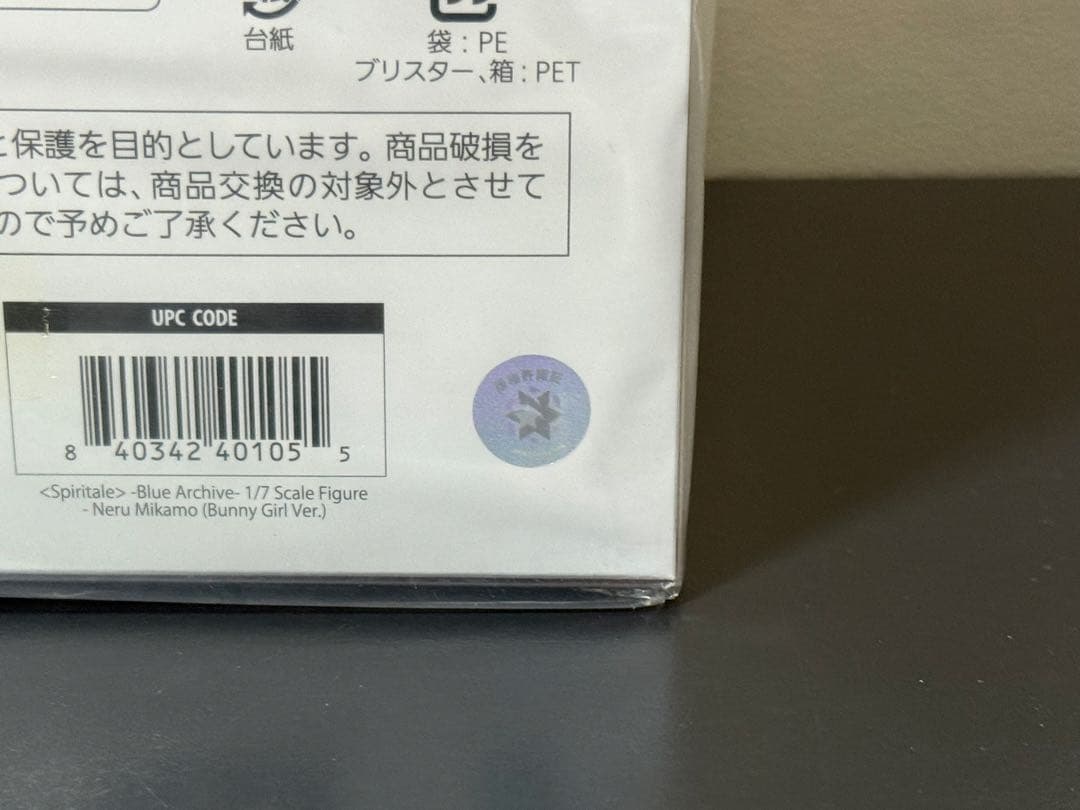 台紙
袋 : PE
ブリスター、箱 : PET
と保護を目的としています。商品破損を
ついては、商品交換の対象外とさせて
ので予めご了承ください。
UPC CODE
8 40342 40105 5
<Spiritale> -Blue Archive- 1/7 Scale Figure
- Neru Mikamo (Bunny Girl Ver.)